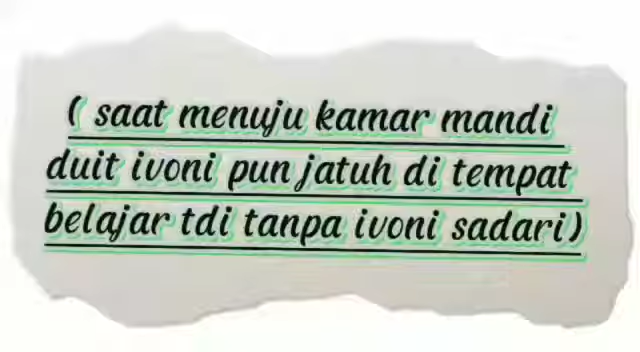 ( saat menuju kamar mandi
duit ivoni pun jatuh di tempat
belajar tdi tanpa ivoni sadari)